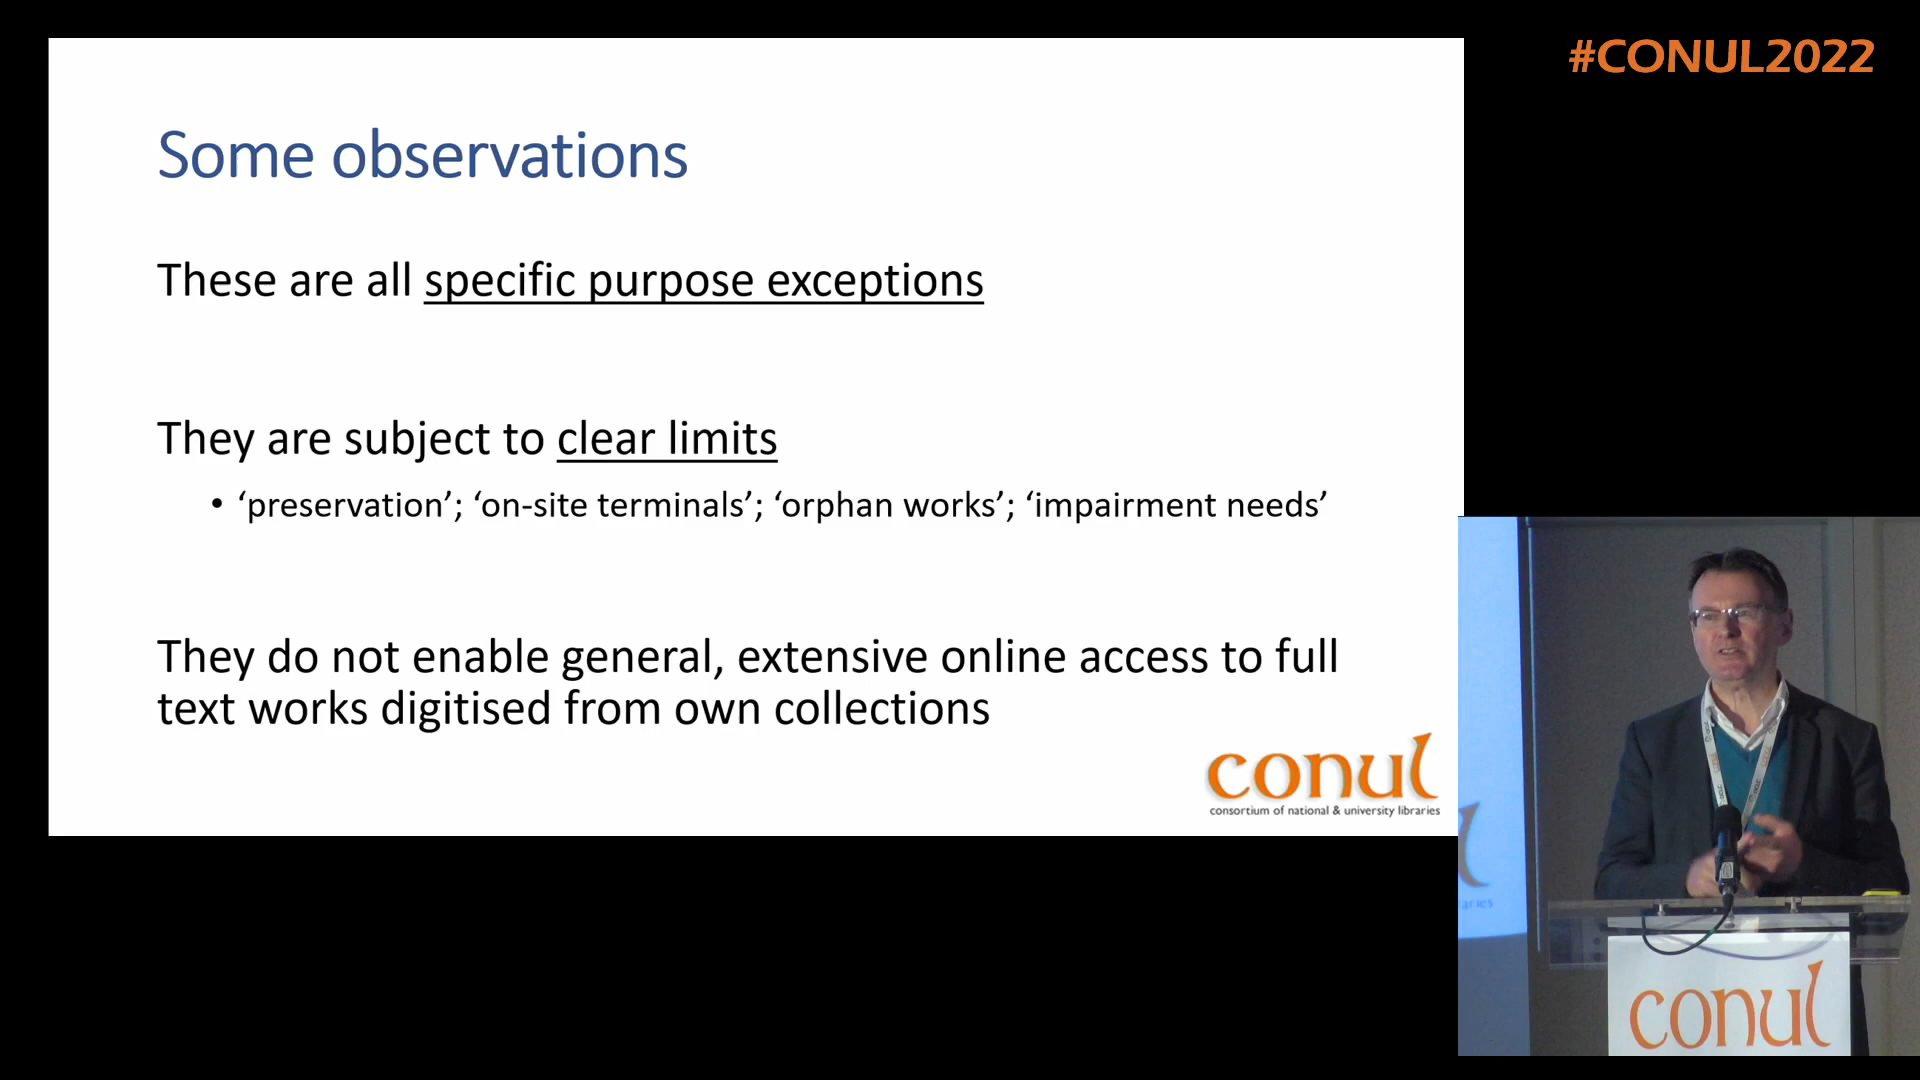 #CONUL2022
Some observations
These are all specific purpose exceptions
They are subject to clear limits
• ‘preservation’; ‘on-site terminals’; ‘orphan works’; ‘impairment needs’
They do not enable general, extensive online access to full
text works digitised from own collections
conul
consortium of national & university libraries
aries
conul